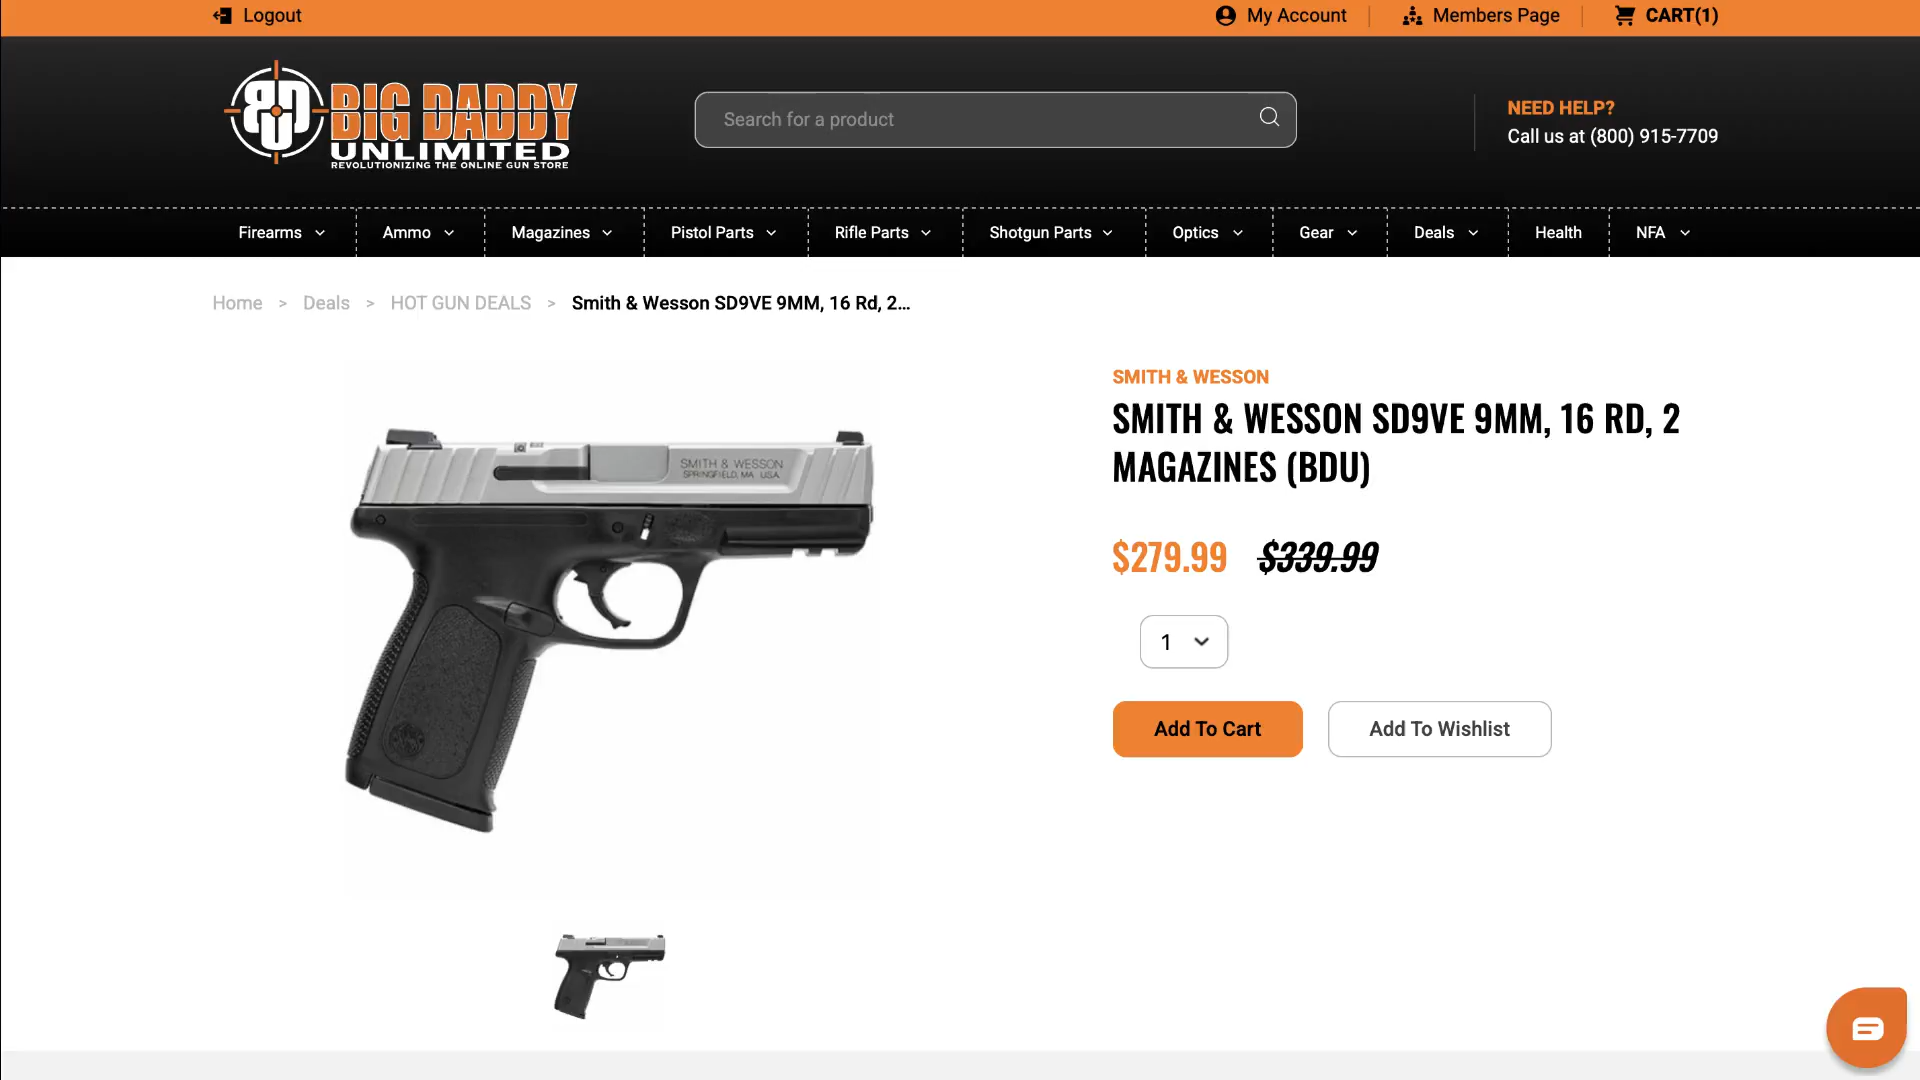 Logout
My Account
Members Page
CART(1)
BIG DADDY
UNLIMITED
REVOLUTIONIZING THE ONLINE GUN STORE
Search for a product
NEED HELP?
Call us at (800) 915-7709
Firearms
Ammo
Magazines
Pistol Parts
Rifle Parts
Shotgun Parts
Optics
Gear
Deals
Health
NFA
Home > Deals > HOT GUN DEALS > Smith & Wesson SD9VE 9MM, 16 Rd, 2...
SMITH & WESSON
SPRINGFIELD, MA U.S.A.
SMITH & WESSON
SMITH & WESSON SD9VE 9MM, 16 RD, 2
MAGAZINES (BDU)
$279.99 $339.99
1
Add To Cart
Add To Wishlist